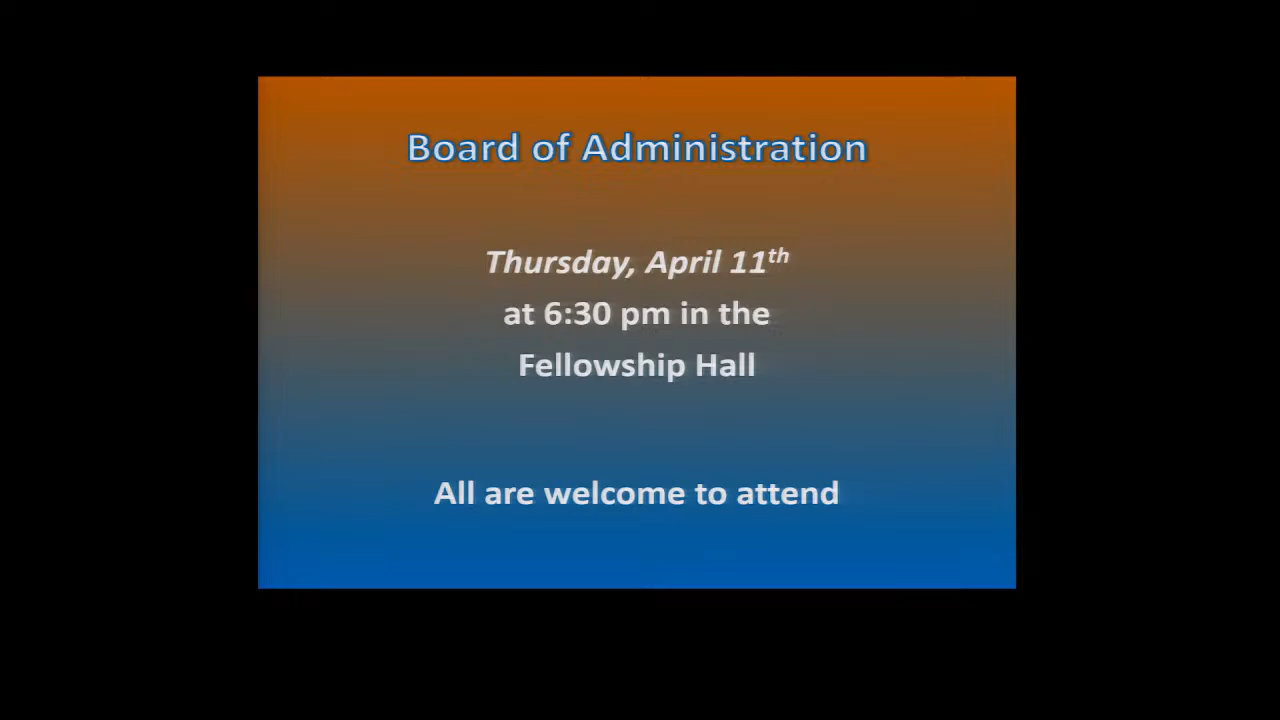 Board of Administration
Thursday, April 11th
at 6:30 pm in the
Fellowship Hall
All are welcome to attend